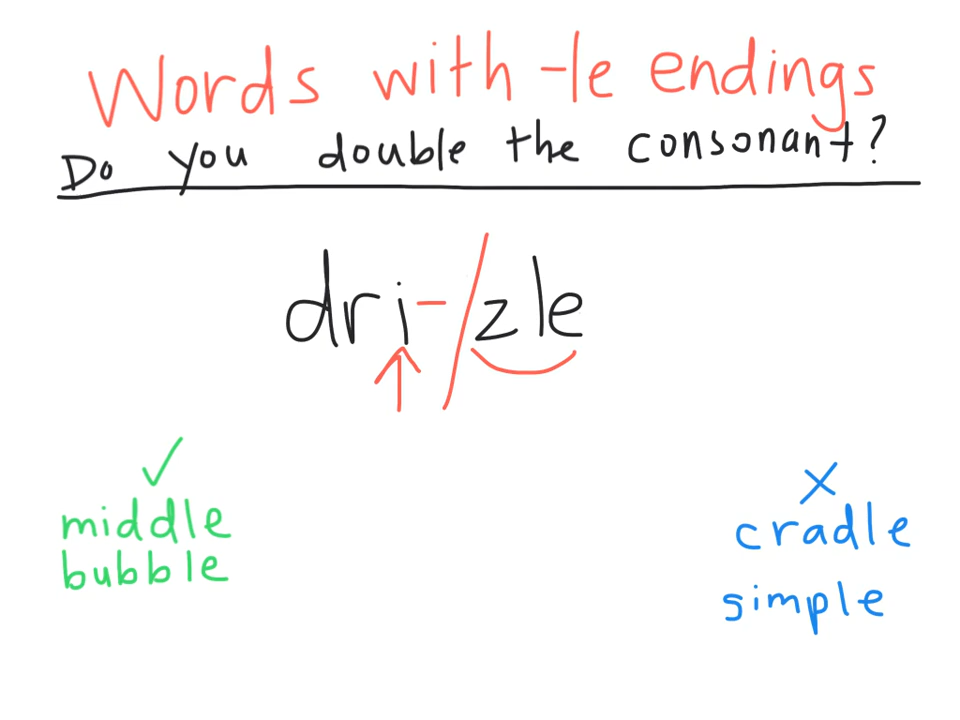 Words with -le endings
Do you double the consonant?
dri-/zle
middle
bubble
cradle
simple